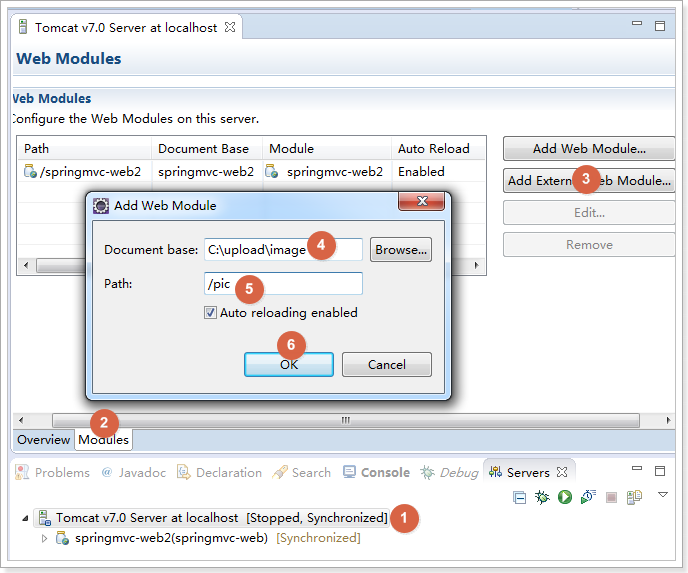 Tomcat v7.0 Server at localhost
Web Modules
Web Modules
Configure the Web Modules on this server.
Path Document Base Module Auto Reload
/springmvc-web2 springmvc-web2 springmvc-web2 Enabled
Add Web Module...
Add External Web Module...
3
Edit...
Remove
Add Web Module
Document base: C:\upload\image 4 Browse...
Path: /pic 5
Auto reloading enabled
6
OK Cancel
2
Overview Modules
Problems @ Javadoc Declaration Search Console Debug Servers
Tomcat v7.0 Server at localhost [Stopped, Synchronized] 1
springmvc-web2(springmvc-web) [Synchronized]